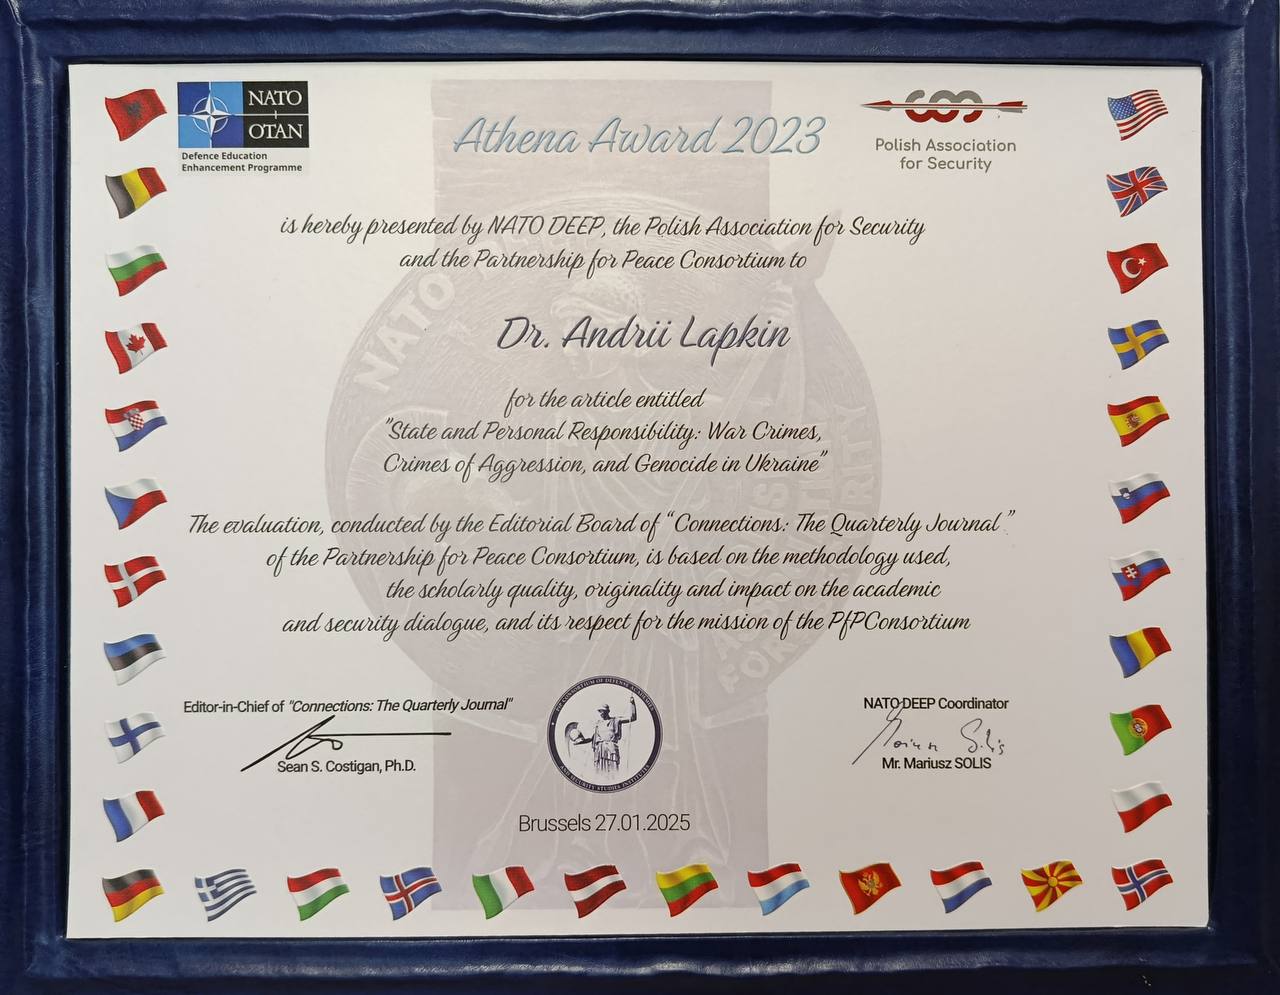 NATO
OTAN
Defence Education
Enhancement Programme
Athena Award 2023
Polish Association
for Security
is hereby presented by NATO DEEP, the Polish Association for Security
and the Partnership for Peace Consortium to
Dr. Andrii Lapkin
for the article entitled
"State and Personal Responsibility: War Crimes,
Crimes of Aggression, and Genocide in Ukraine"
The evaluation, conducted by the Editorial Board of "Connections: The Quarterly Journal"
of the Partnership for Peace Consortium, is based on the methodology used,
the scholarly quality, originality and impact on the academic
and security dialogue, and its respect for the mission of the PfPConsortium
Editor-in-Chief of "Connections: The Quarterly Journal"
Sean S. Costigan, Ph.D.
NATO DEEP Coordinator
Mr. Mariusz SOLIS
Brussels 27.01.2025